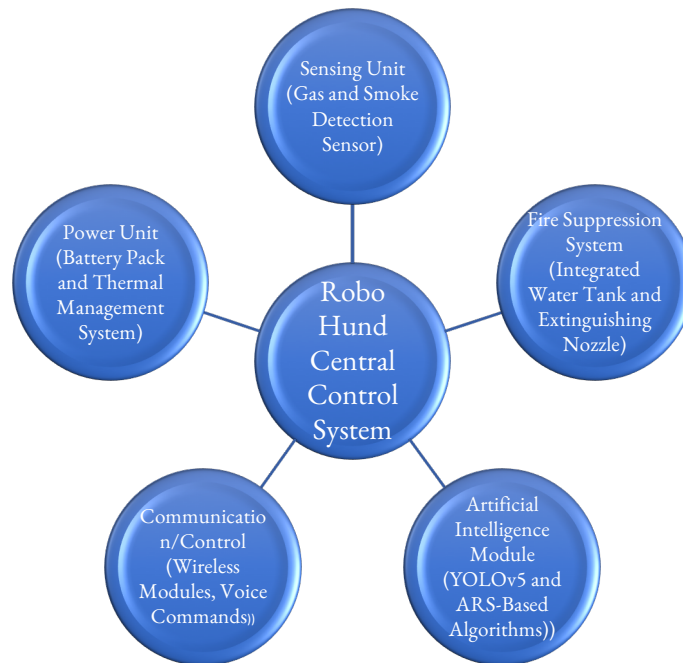 Sensing Unit
(Gas and Smoke
Detection
Sensor)
Fire Suppression
System
(Integrated
Water Tank and
Extinguishing
Nozzle)
Artificial
Intelligence
Module
(YOLOv5 and
ARS-Based
Algorithms))
Communicatio
n/Control
(Wireless
Modules, Voice
Commands))
Power Unit
(Battery Pack
and Thermal
Management
System)
Robo
Hund
Central
Control
System